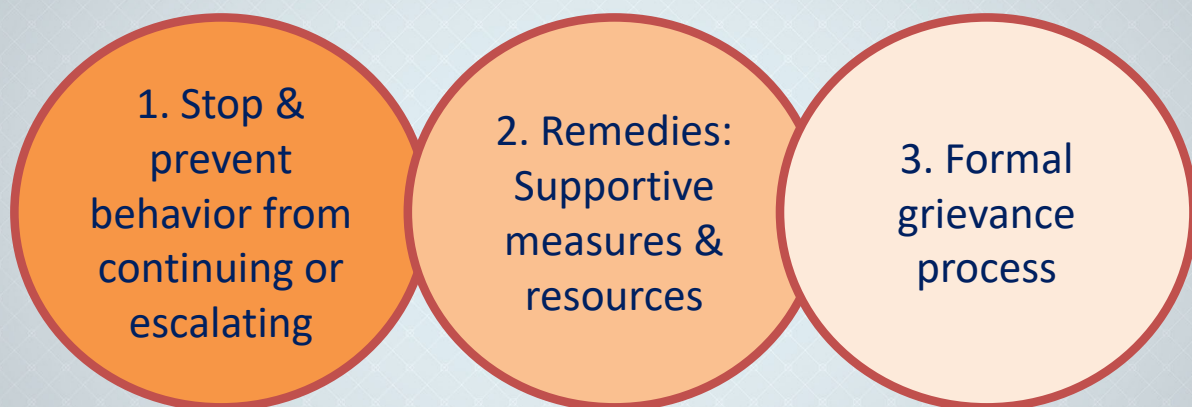 1. Stop &
prevent
behavior from
continuing or
escalating
2. Remedies:
Supportive
measures &
resources
3. Formal
grievance
process